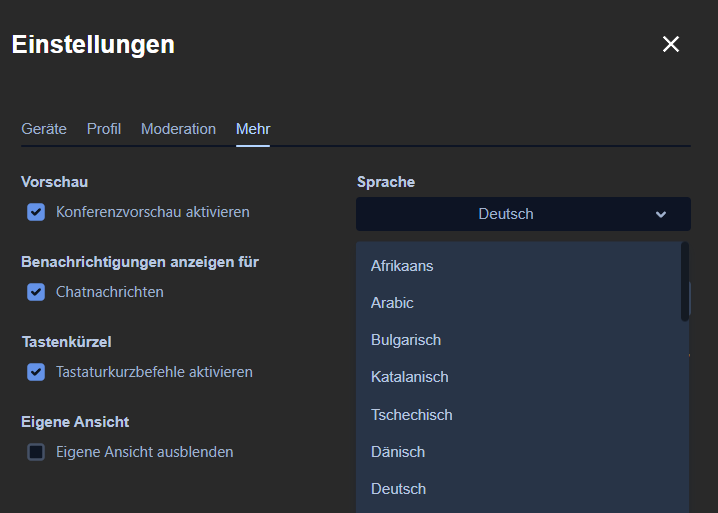 Einstellungen
Geräte Profil Moderation Mehr
Vorschau
Konferenzvorschau aktivieren
Benachrichtigungen anzeigen für
Chatnachrichten
Tastenkürzel
Tastaturkurzbefehle aktivieren
Eigene Ansicht
Eigene Ansicht ausblenden
Sprache
Deutsch
Afrikaans
Arabic
Bulgarisch
Katalanisch
Tschechisch
Dänisch
Deutsch